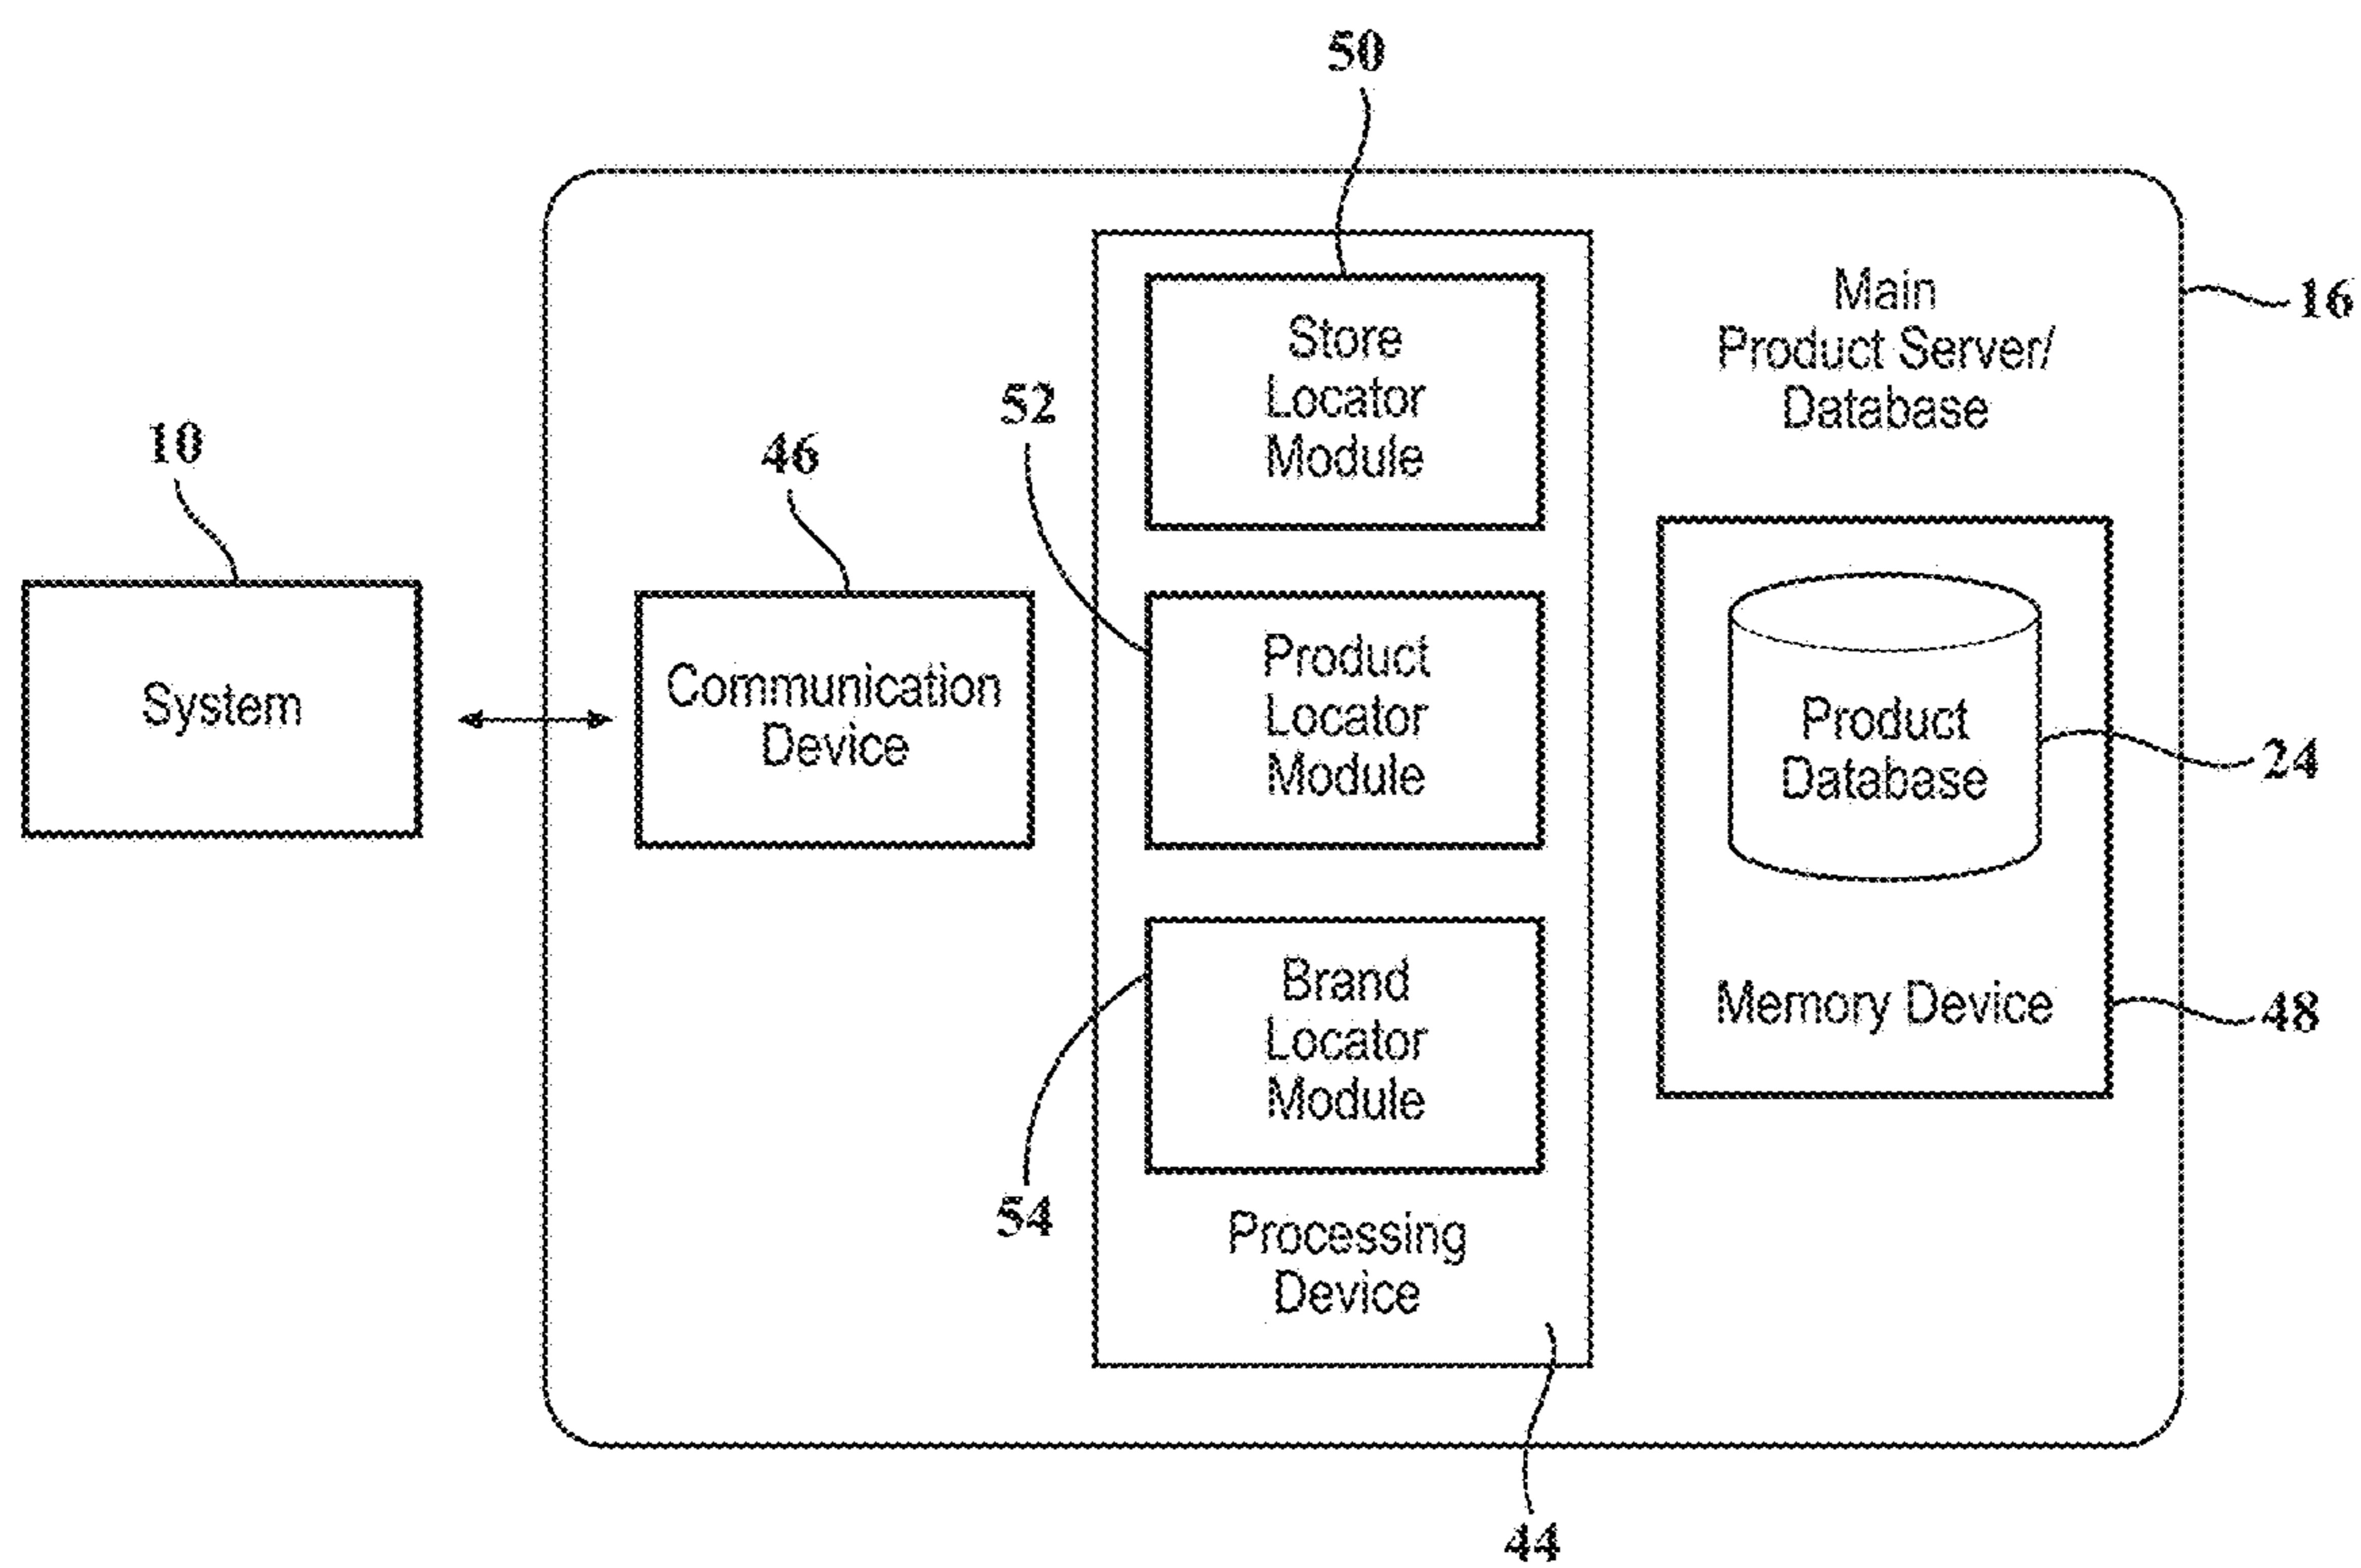 50
Store
Locator
Module
Main
Product Server/
Database
16
52
10
46
System
Communication
Device
Product
Locator
Module
Product
Database
24
Brand
Locator
Module
Memory Device
48
54
Processing
Device
44